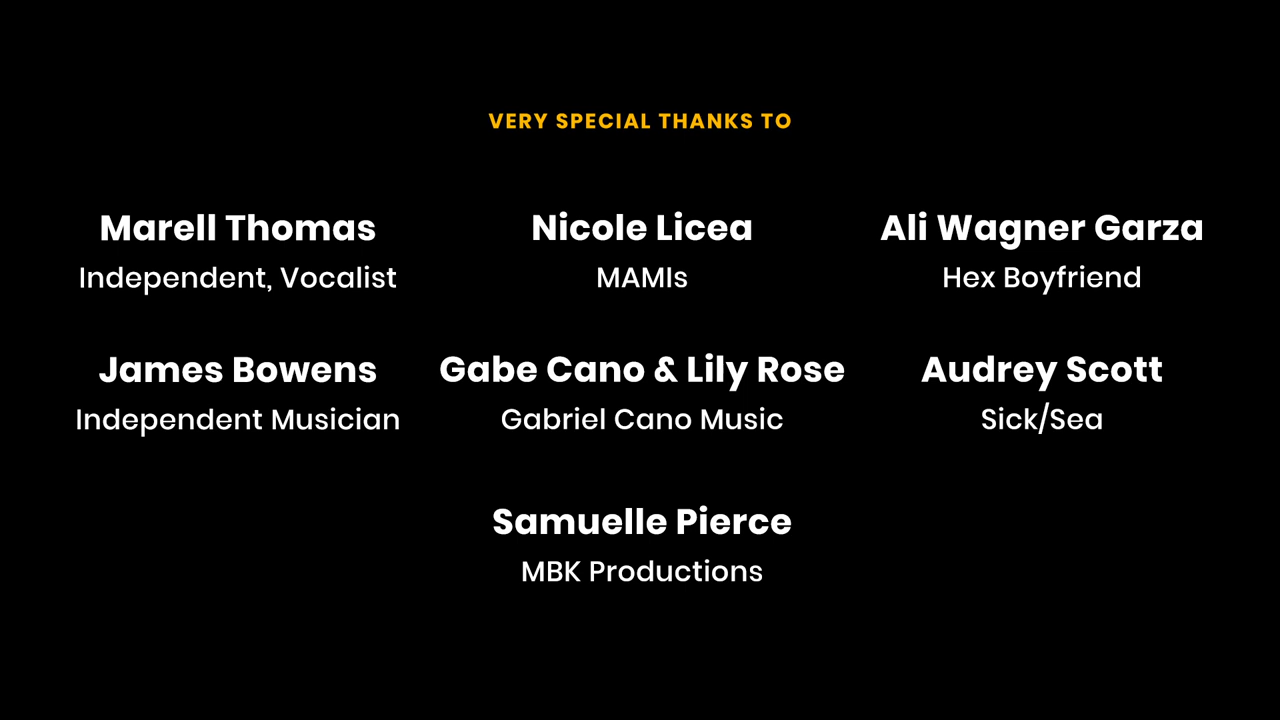 VERY SPECIAL THANKS TO
Marell Thomas
Independent, Vocalist
Nicole Licea
MAMIs
Ali Wagner Garza
Hex Boyfriend
James Bowens
Independent Musician
Gabe Cano & Lily Rose
Gabriel Cano Music
Audrey Scott
Sick/Sea
Samuelle Pierce
MBK Productions